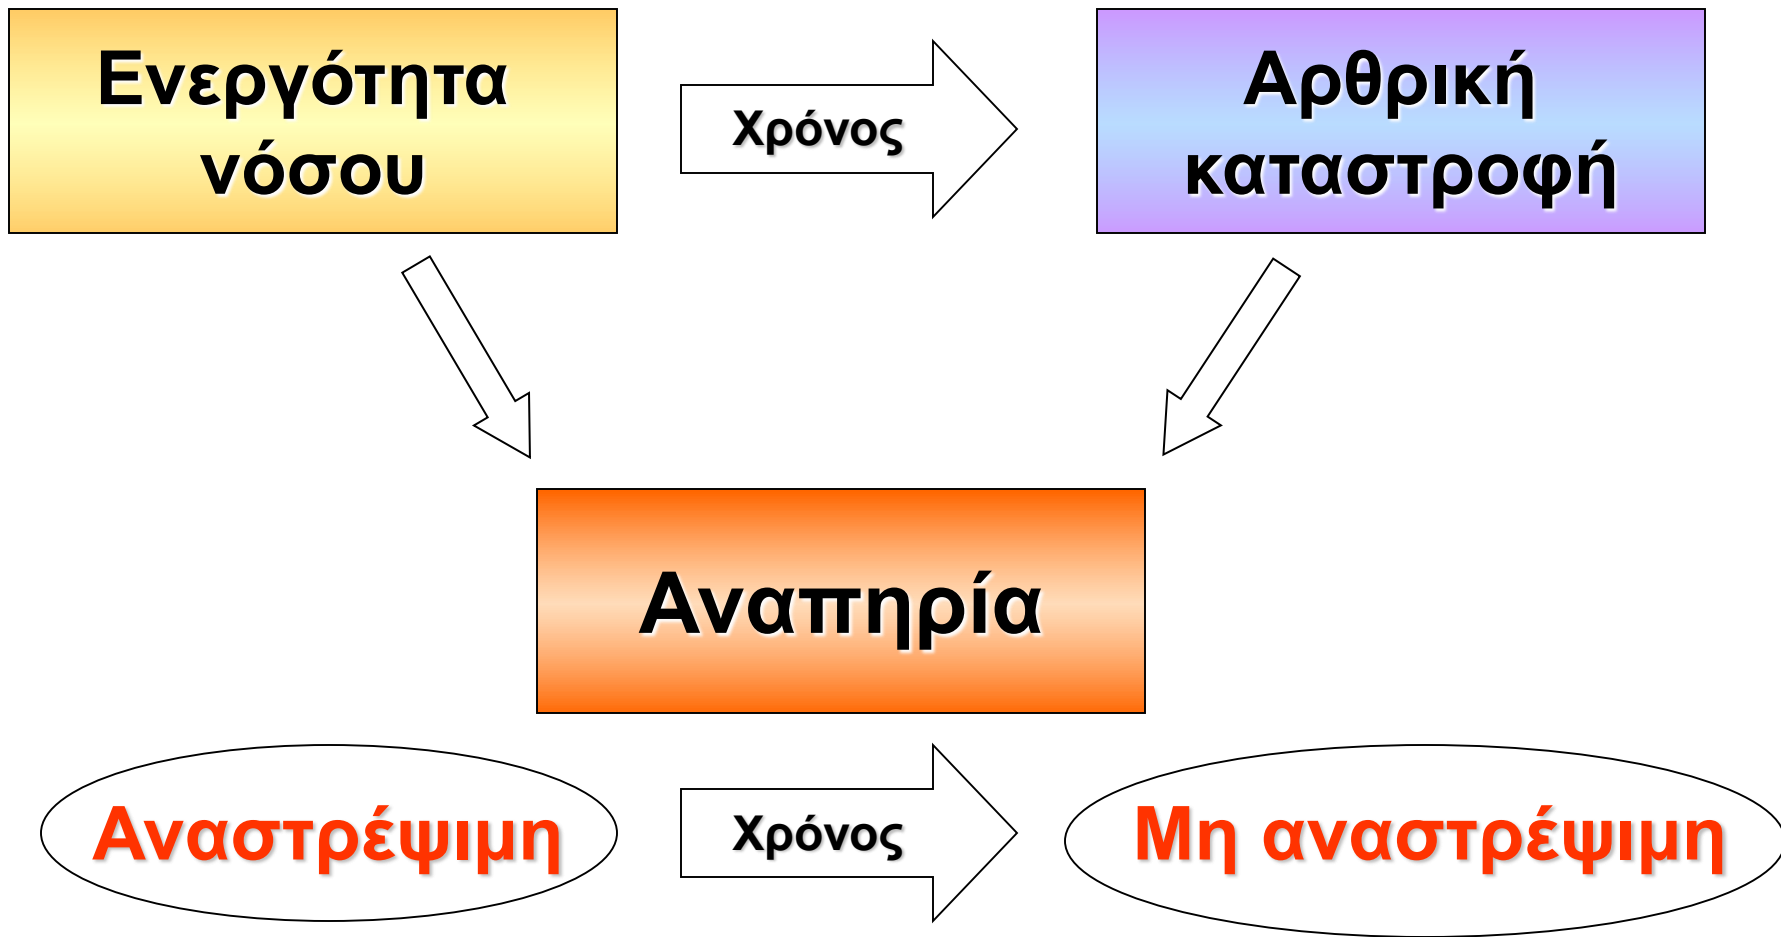 Ενεργότητα
νόσου
Χρόνος
Αρθρική
καταστροφή
Αναπηρία
Αναστρέψιμη
Χρόνος
Μη αναστρέψιμη